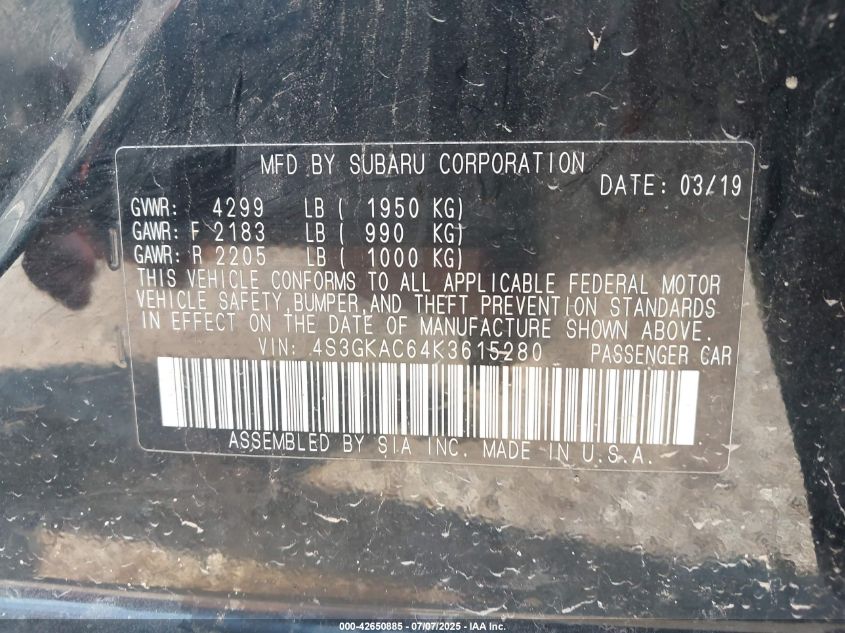 MFD BY SUBARU CORPORATION
DATE: 03/19
GVWR: 4299 LB ( 1950 KG)
GAWR: F 2183 LB ( 990 KG)
GAWR: R 2205 LB ( 1000 KG)
THIS VEHICLE CONFORMS TO ALL APPLICABLE FEDERAL MOTOR
VEHICLE SAFETY, BUMPER, AND THEFT PREVENTION STANDARDS
IN EFFECT ON THE DATE OF MANUFACTURE SHOWN ABOVE.
VIN: 4S3GKAC64K3615280 PASSENGER CAR
ASSEMBLED BY SIA INC. MADE IN U.S.A.
000-42650885 - 07/07/2025 - IAA Inc.